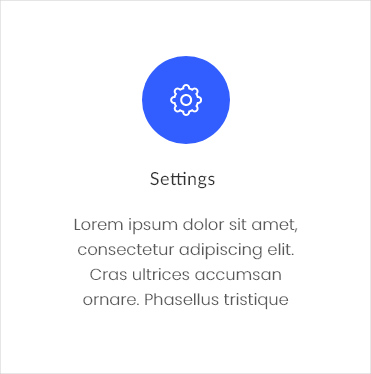 Settings
Lorem ipsum dolor sit amet,
consectetur adipiscing elit.
Cras ultrices accumsan
ornare. Phasellus tristique